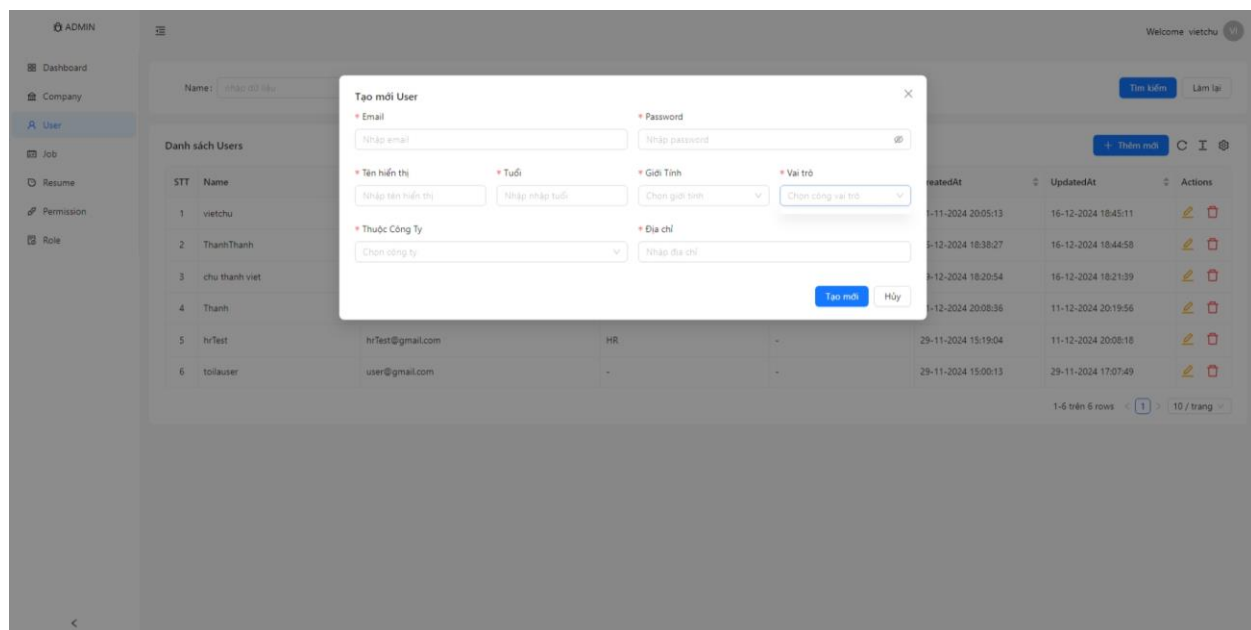 ADMIN
Welcome vietchu VI
Dashboard
Company
User
Job
Resume
Permission
Role
Name: nhập dữ liệu
Tìm kiếm Làm lại
Danh sách Users
+ Thêm mới
STT Name
CreatedAt UpdatedAt Actions
1 vietchu 16-12-2024 18:45:11
2 ThanhThanh 16-12-2024 18:44:58
3 chu thanh viet 16-12-2024 18:21:39
4 Thanh 11-12-2024 20:19:56
5 hrTest hrTest@gmail.com HR - 29-11-2024 15:19:04 11-12-2024 20:08:18
6 toilauser user@gmail.com - - 29-11-2024 15:00:13 29-11-2024 17:07:49
1-6 trên 6 rows < 1 > 10 / trang
Tạo mới User
* Email * Password
Nhập email Nhập password
* Tên hiển thị * Tuổi * Giới Tính * Vai trò
Nhập tên hiển thị Nhập nhập tuổi Chọn giới tính Chọn công vai trò
* Thuộc Công Ty * Địa chỉ
Chọn công ty Nhập địa chỉ
Tạo mới Hủy